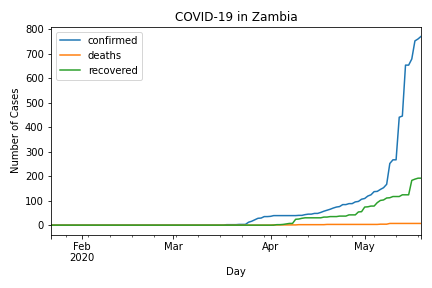 COVID-19 in Zambia
confirmed
deaths
recovered
Number of Cases
800
700
600
500
400
300
200
100
0
Feb
2020
Mar
Apr
May
Day